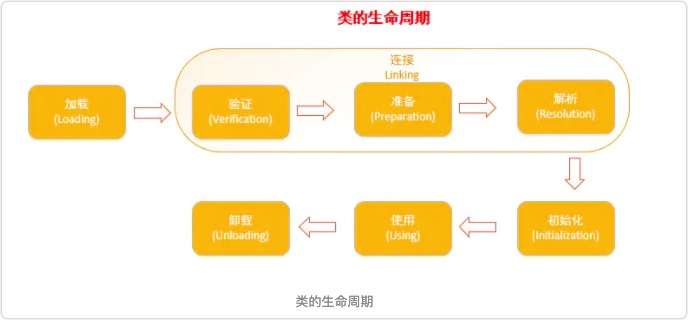 类的生命周期
连接
Linking
加载
(Loading)
验证
(Verification)
准备
(Preparation)
解析
(Resolution)
卸载
(Unloading)
使用
(Using)
初始化
(Initialization)
类的生命周期